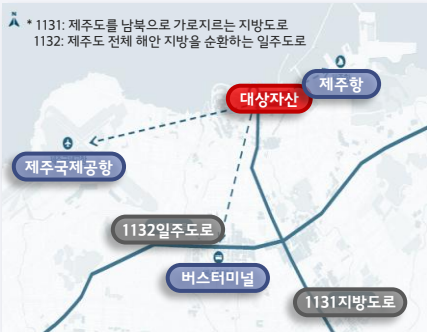 * 1131: 제주도를 남북으로 가로지르는 지방도로
1132: 제주도 전체 해안 지방을 순환하는 일주도로
제주항
대상자산
제주국제공항
1132일주도로
버스터미널
1131지방도로